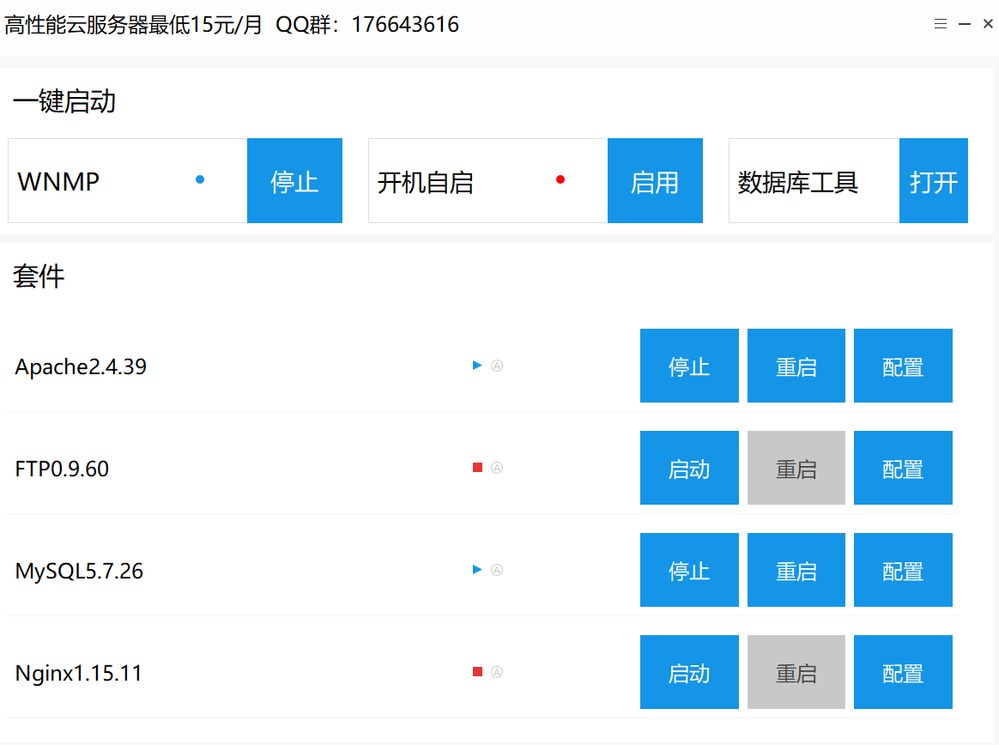 高性能云服务器最低15元/月 QQ群：176643616
一键启动
WNMP 停止 开机自启 启用 数据库工具 打开
套件
Apache2.4.39 Ⓐ 停止 重启 配置
FTP0.9.60 Ⓐ 启动 重启 配置
MySQL5.7.26 Ⓐ 停止 重启 配置
Nginx1.15.11 Ⓐ 启动 重启 配置